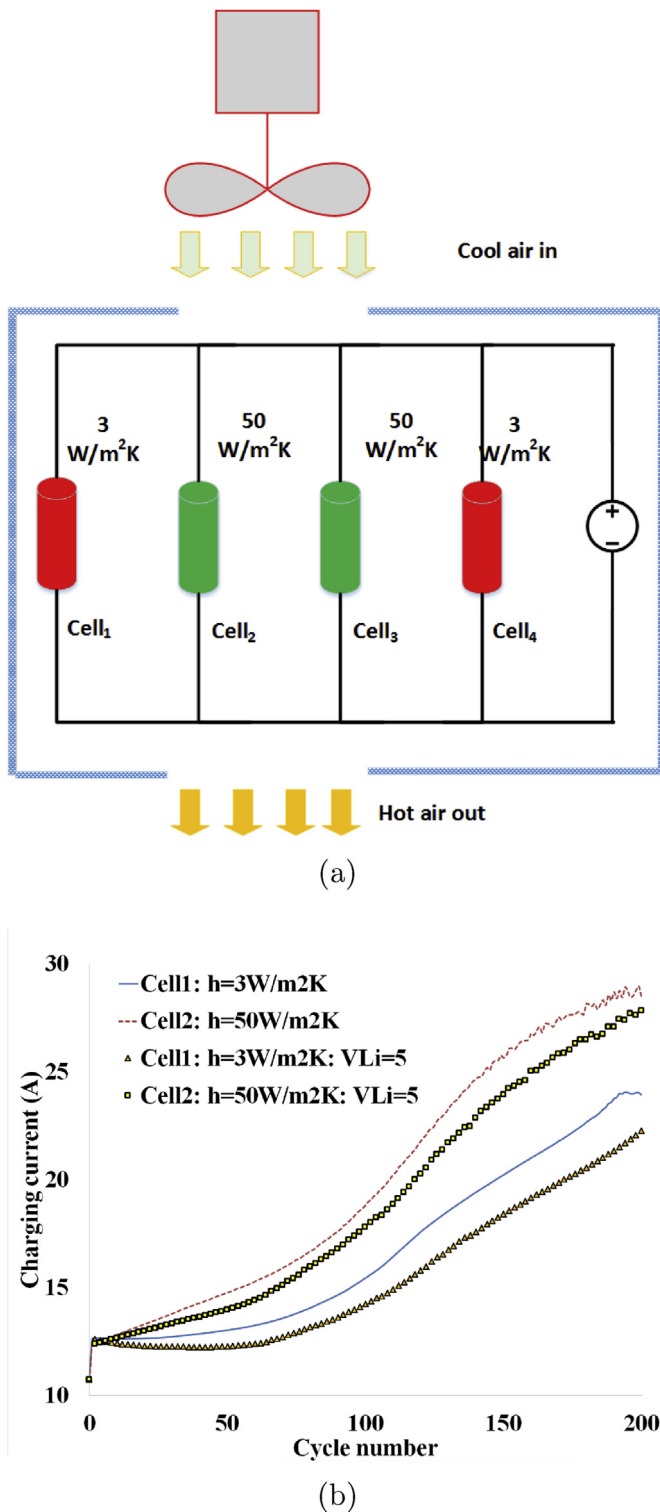 Cool air in
3 50 50 3
W/m²K W/m²K W/m²K W/m²K
+
−
Cell₁ Cell₂ Cell₃ Cell₄
Hot air out
(a)
30
Cell1: h=3W/m2K
Cell2: h=50W/m2K
Cell1: h=3W/m2K: VLi=5
Cell2: h=50W/m2K: VLi=5
25
20
15
10
Charging current (A)
0 50 100 150 200
Cycle number
(b)